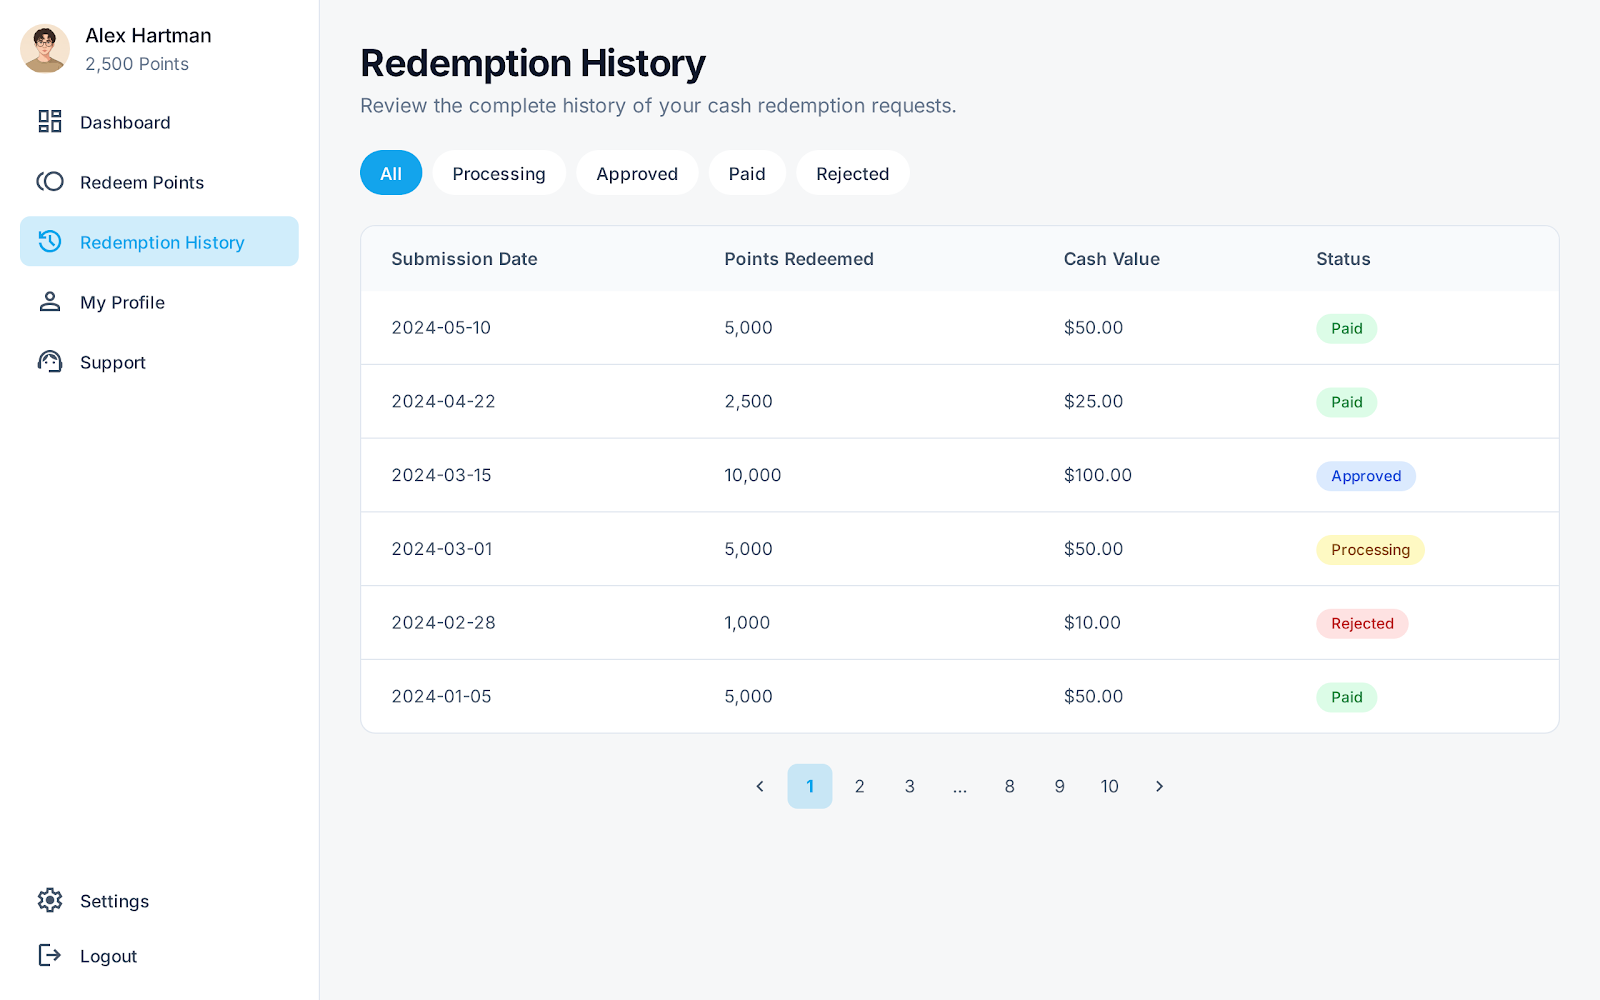 Alex Hartman
2,500 Points
Dashboard
Redeem Points
Redemption History
My Profile
Support
Settings
Logout
Redemption History
Review the complete history of your cash redemption requests.
All Processing Approved Paid Rejected
Submission Date Points Redeemed Cash Value Status
2024-05-10 5,000 $50.00 Paid
2024-04-22 2,500 $25.00 Paid
2024-03-15 10,000 $100.00 Approved
2024-03-01 5,000 $50.00 Processing
2024-02-28 1,000 $10.00 Rejected
2024-01-05 5,000 $50.00 Paid
1 2 3 ... 8 9 10